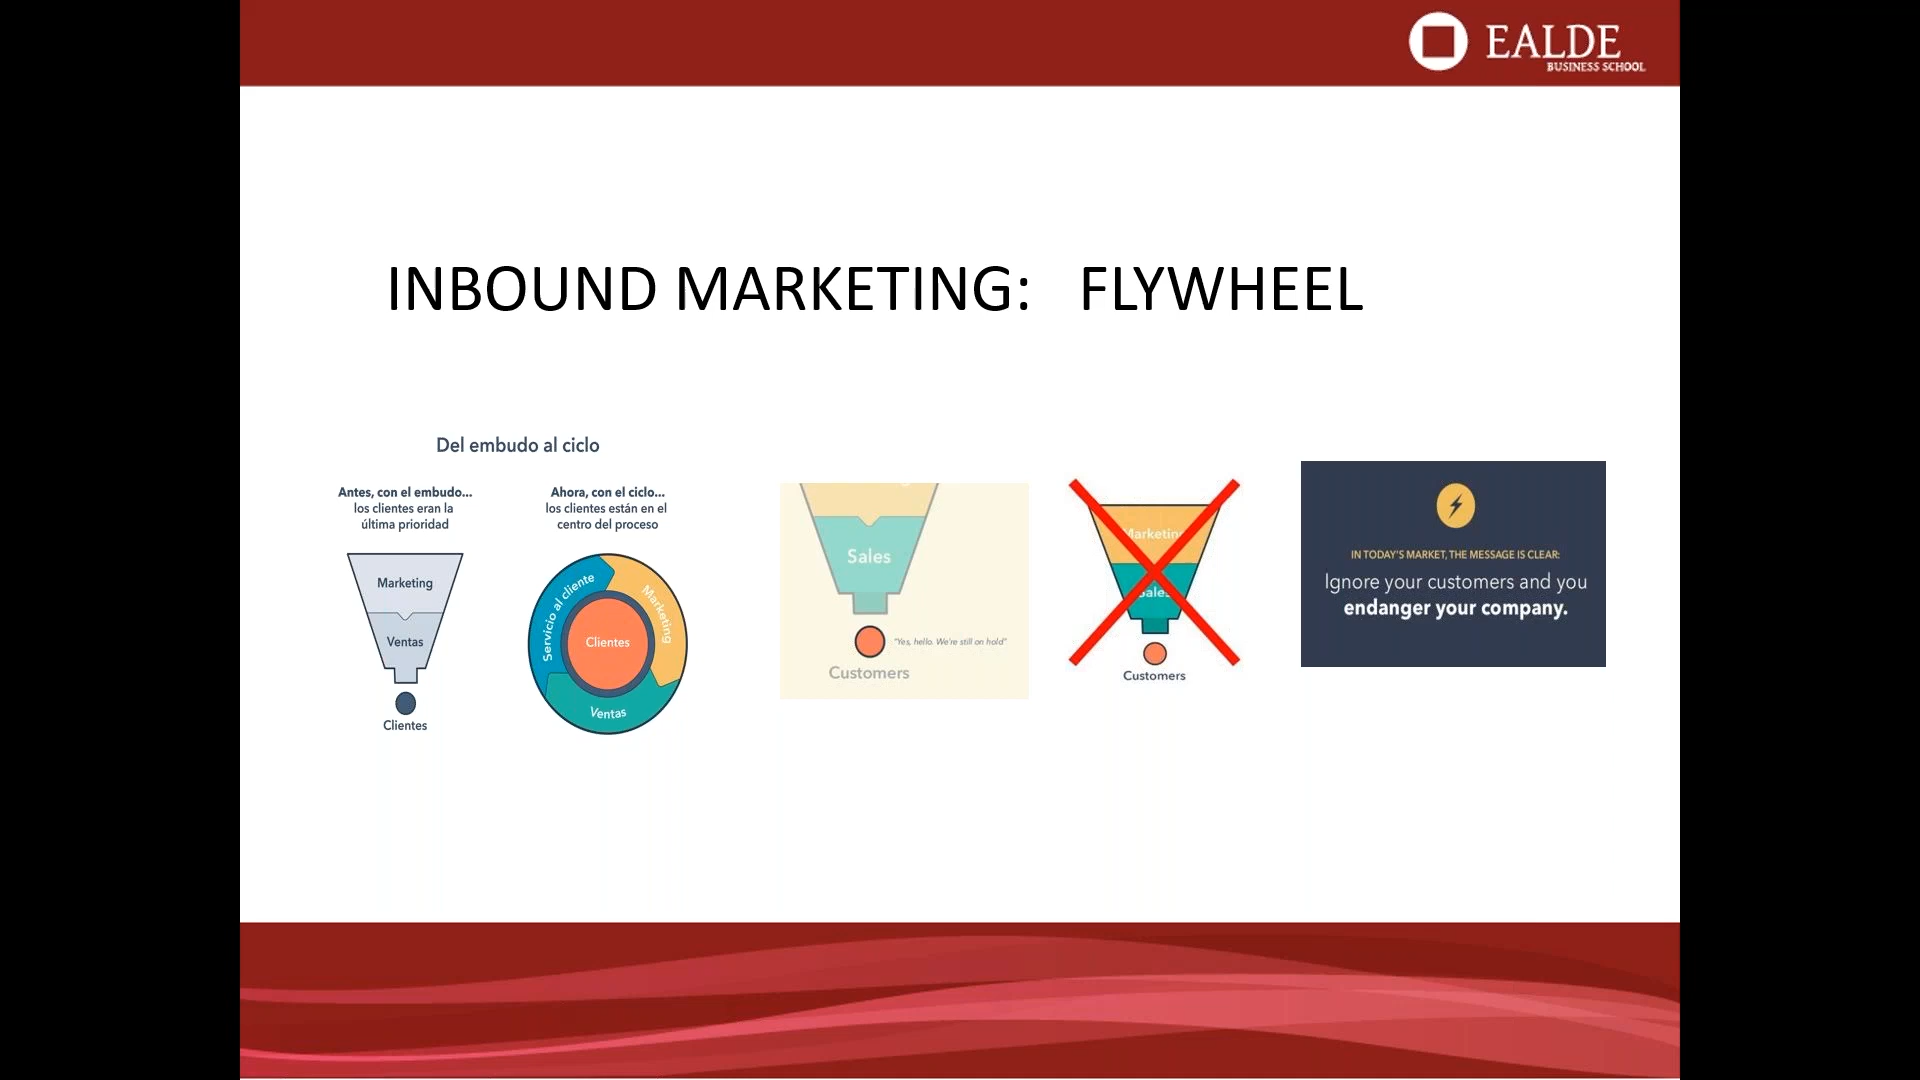 EALDE
BUSINESS SCHOOL
INBOUND MARKETING: FLYWHEEL
Del embudo al ciclo
Antes, con el embudo...
los clientes eran la
última prioridad
Marketing
Ventas
Clientes
Ahora, con el ciclo...
los clientes están en el
centro del proceso
Servicio al cliente
Marketing
Clientes
Ventas
Sales
"Yes, hello. We're still on hold"
Customers
Marketing
Sales
Customers
IN TODAY'S MARKET, THE MESSAGE IS CLEAR:
Ignore your customers and you
endanger your company.